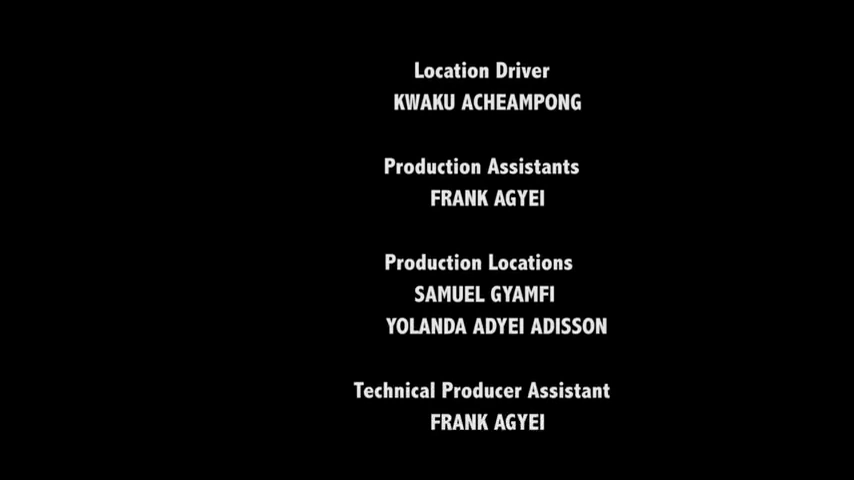 Location Driver
KWAKU ACHEAMPONG
Production Assistants
FRANK AGYEI
Production Locations
SAMUEL GYAMFI
YOLANDA ADYEI ADISSON
Technical Producer Assistant
FRANK AGYEI